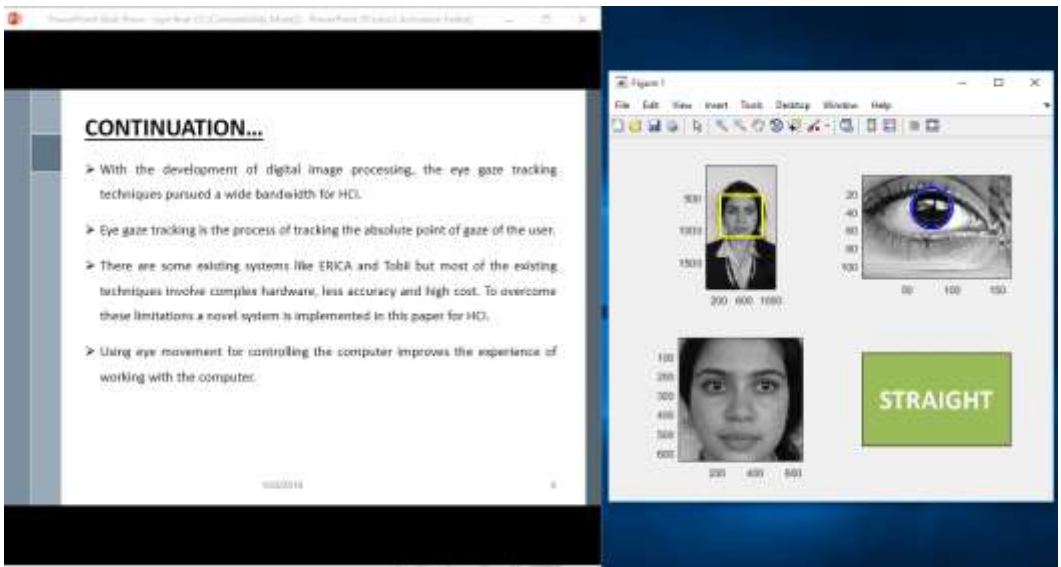 CONTINUATION...
➢ With the development of digital image processing, the eye gaze tracking
techniques pursued a wide bandwidth for HCI.
➢ Eye gaze tracking is the process of tracking the absolute point of gaze of the user.
➢ There are some existing systems like ERICA and Tobii but most of the existing
techniques involve complex hardware, less accuracy and high cost. To overcome
these limitations a novel system is implemented in this paper for HCI.
➢ Using eye movement for controlling the computer improves the experience of
working with the computer.
Figure 1
File Edit View Insert Tools Desktop Window Help
500
1000
1500
200 600 1000
20
40
60
80
100
50 100 150
100
200
300
400
500
600
200 400 600
STRAIGHT